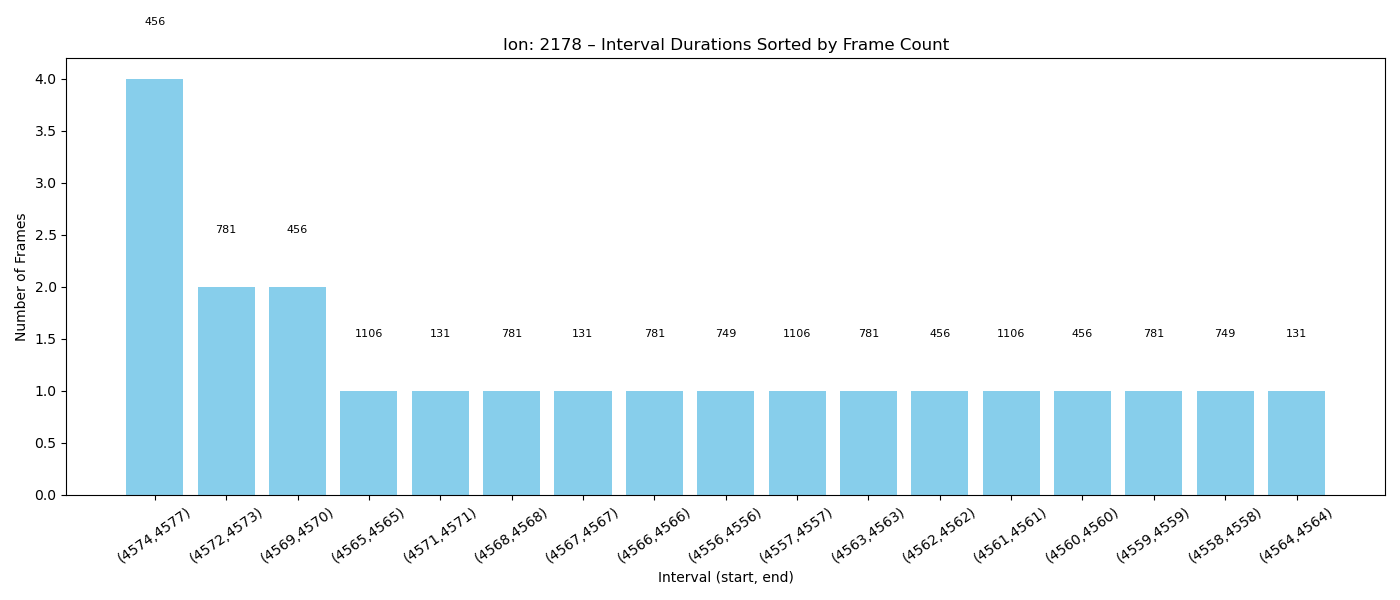 456
Ion: 2178 – Interval Durations Sorted by Frame Count
4.0
3.5
3.0
2.5
2.0
1.5
1.0
0.5
0.0
Number of Frames
781 456
1106 131 781 131 781 749 1106 781 456 1106 456 781 749 131
(4574,4577) (4572,4573) (4569,4570) (4565,4565) (4571,4571) (4568,4568) (4567,4567) (4566,4566) (4556,4556) (4557,4557) (4563,4563) (4562,4562) (4561,4561) (4560,4560) (4559,4559) (4558,4558) (4564,4564)
Interval (start, end)